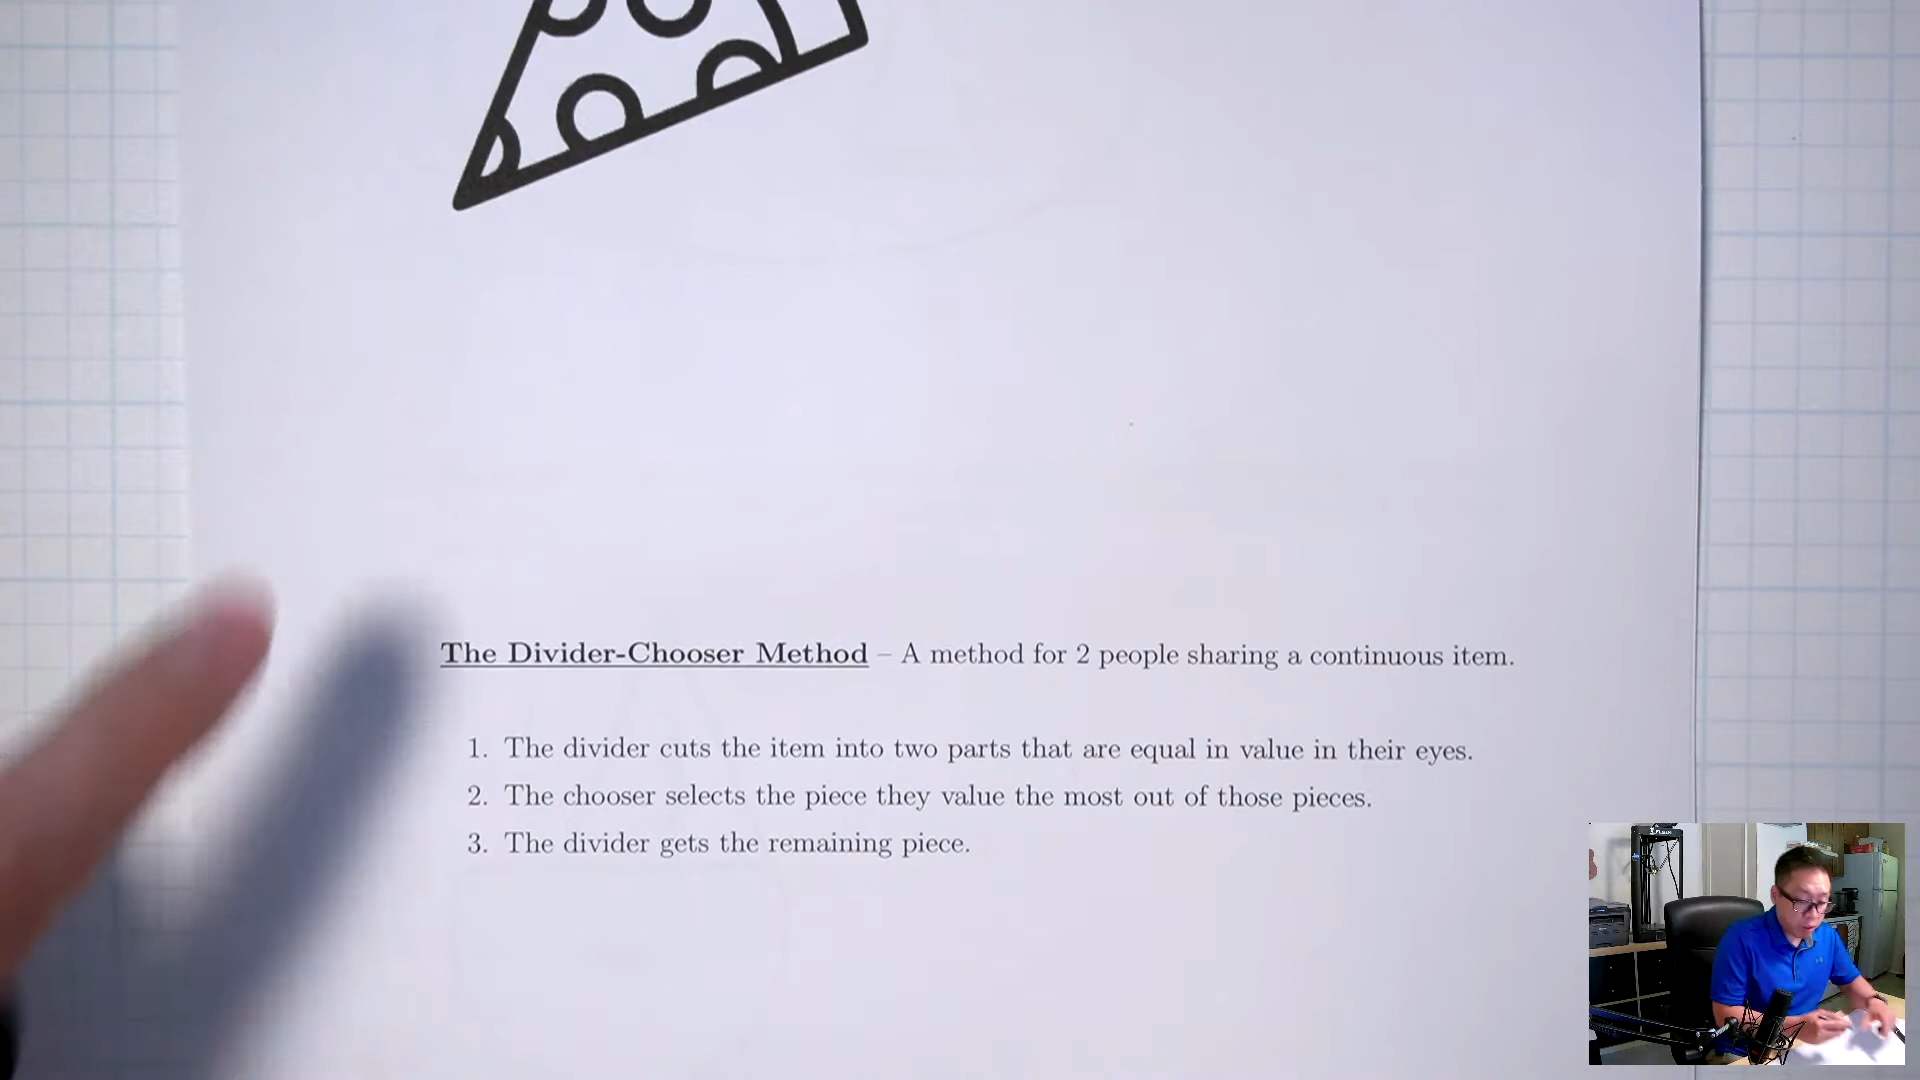 The Divider-Chooser Method – A method for 2 people sharing a continuous item.
1. The divider cuts the item into two parts that are equal in value in their eyes.
2. The chooser selects the piece they value the most out of those pieces.
3. The divider gets the remaining piece.